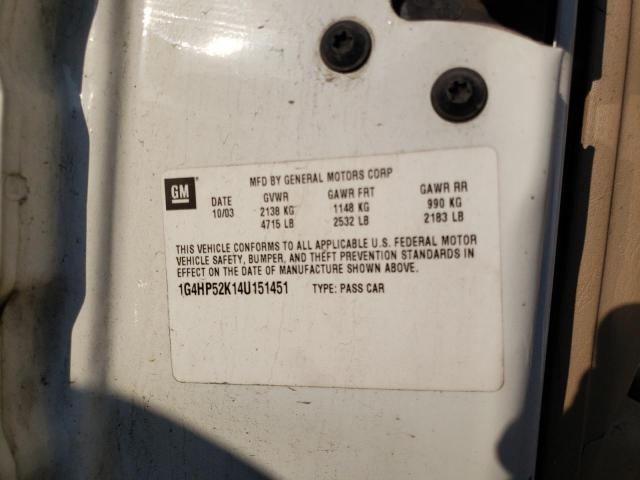 GM
MFD BY GENERAL MOTORS CORP
DATE GVWR GAWR FRT GAWR RR
10/03 2138 KG 1148 KG 990 KG
4715 LB 2532 LB 2183 LB
THIS VEHICLE CONFORMS TO ALL APPLICABLE U.S. FEDERAL MOTOR
VEHICLE SAFETY, BUMPER, AND THEFT PREVENTION STANDARDS IN
EFFECT ON THE DATE OF MANUFACTURE SHOWN ABOVE.
1G4HP52K14U151451 TYPE: PASS CAR